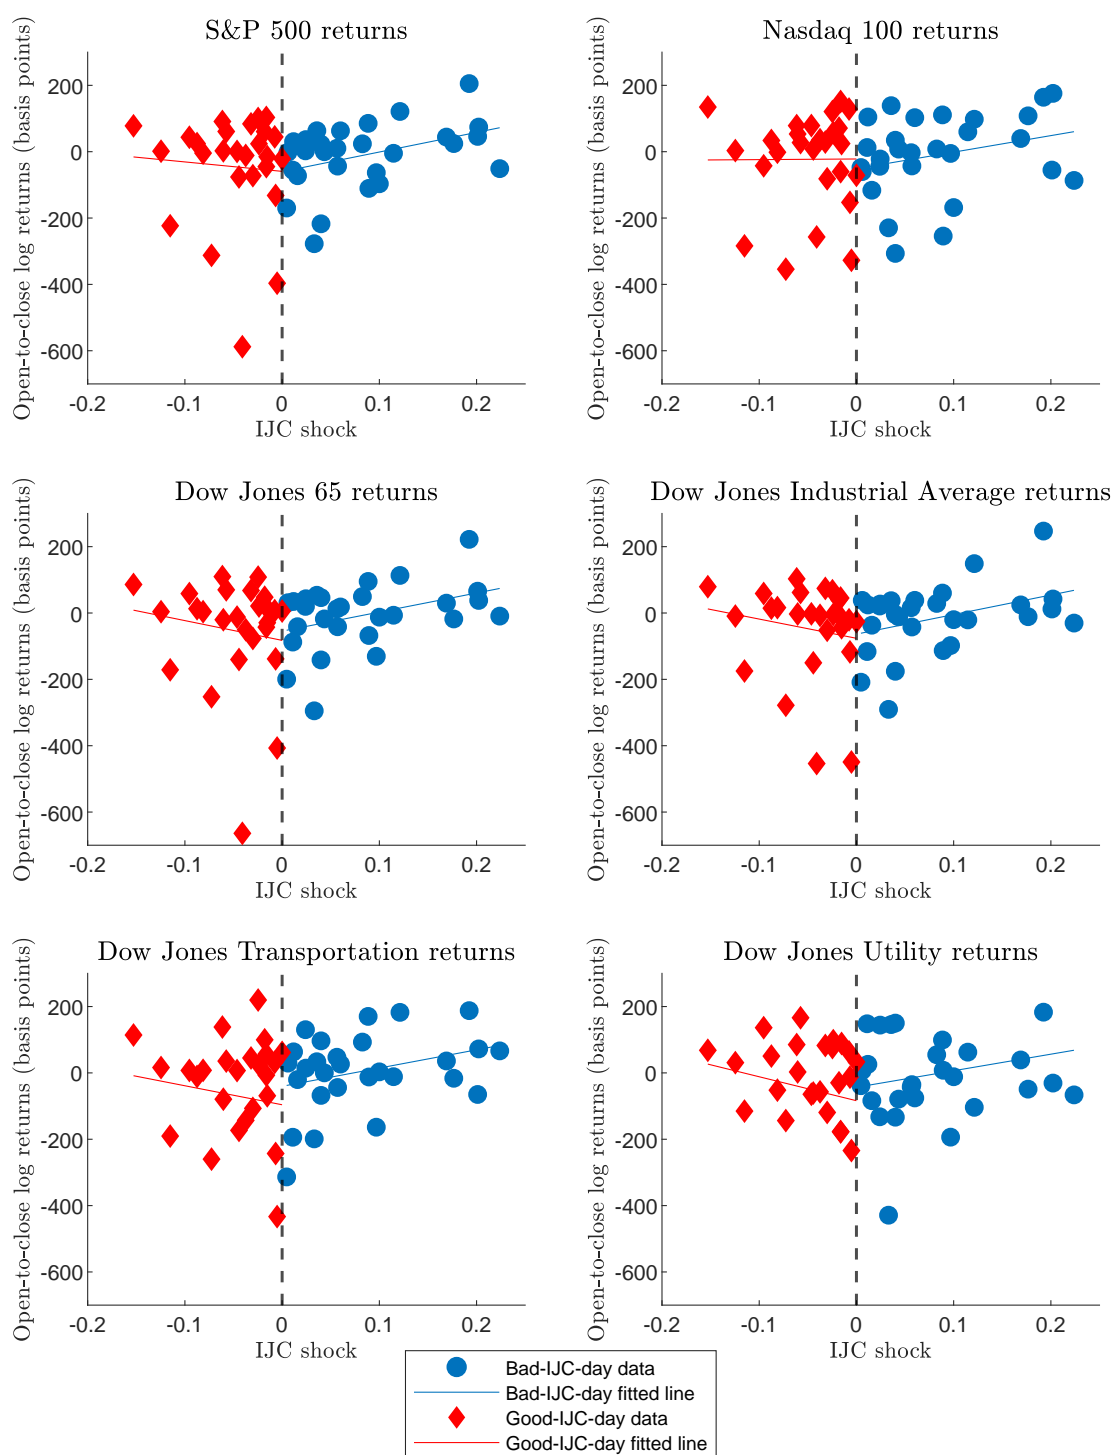 S&P 500 returns
Open-to-close log returns (basis points)
200
0
-200
-400
-600
-0.2
-0.1
0
0.1
0.2
IJC shock
Nasdaq 100 returns
Open-to-close log returns (basis points)
200
0
-200
-400
-600
-0.2
-0.1
0
0.1
0.2
IJC shock
Dow Jones 65 returns
Open-to-close log returns (basis points)
200
0
-200
-400
-600
-0.2
-0.1
0
0.1
0.2
IJC shock
Dow Jones Industrial Average returns
Open-to-close log returns (basis points)
200
0
-200
-400
-600
-0.2
-0.1
0
0.1
0.2
IJC shock
Dow Jones Transportation returns
Open-to-close log returns (basis points)
200
0
-200
-400
-600
-0.2
-0.1
0
0.1
0.2
IJC shock
Dow Jones Utility returns
Open-to-close log returns (basis points)
200
0
-200
-400
-600
-0.2
-0.1
0
0.1
0.2
IJC shock
Bad-IJC-day data
Bad-IJC-day fitted line
Good-IJC-day data
Good-IJC-day fitted line